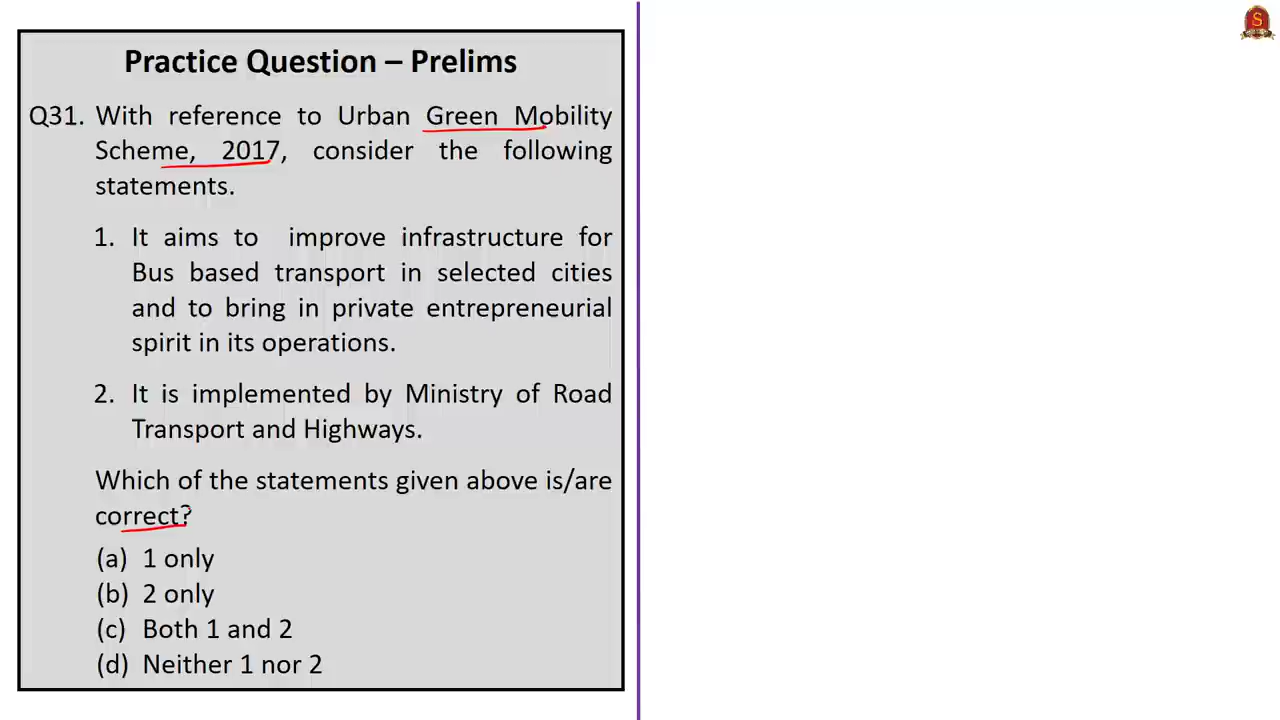 Practice Question – Prelims
Q31. With reference to Urban Green Mobility
Scheme, 2017, consider the following
statements.
1. It aims to improve infrastructure for
Bus based transport in selected cities
and to bring in private entrepreneurial
spirit in its operations.
2. It is implemented by Ministry of Road
Transport and Highways.
Which of the statements given above is/are
correct?
(a) 1 only
(b) 2 only
(c) Both 1 and 2
(d) Neither 1 nor 2
S